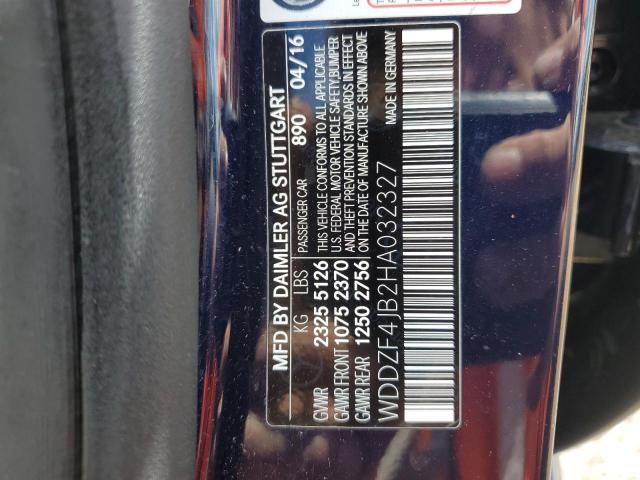 MFD BY DAIMLER AG STUTTGART
890 04/16
KG LBS PASSENGER CAR
GVWR 2325 5126 THIS VEHICLE CONFORMS TO ALL APPLICABLE
GAWR FRONT 1075 2370 U.S. FEDERAL MOTOR VEHICLE SAFETY,BUMPER
AND THEFT PREVENTION STANDARDS IN EFFECT
GAWR REAR 1250 2756 ON THE DATE OF MANUFACTURE SHOWN ABOVE
WDDZF4JB2HA032327 MADE IN GERMANY